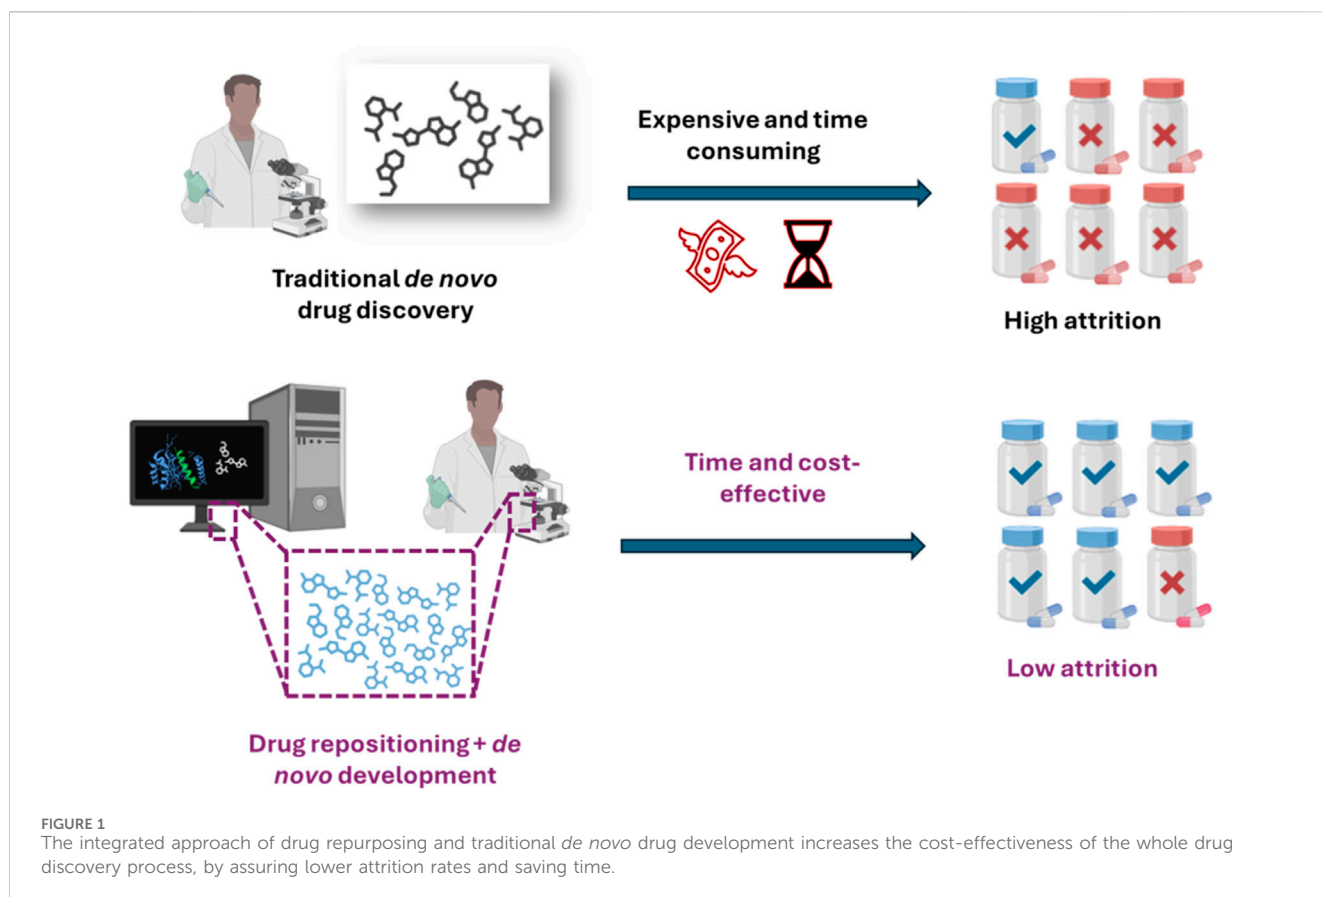 Expensive and time
consuming
Traditional de novo
drug discovery
High attrition
Time and cost-
effective
Low attrition
Drug repositioning + de
novo development
FIGURE 1
The integrated approach of drug repurposing and traditional de novo drug development increases the cost-effectiveness of the whole drug
discovery process, by assuring lower attrition rates and saving time.